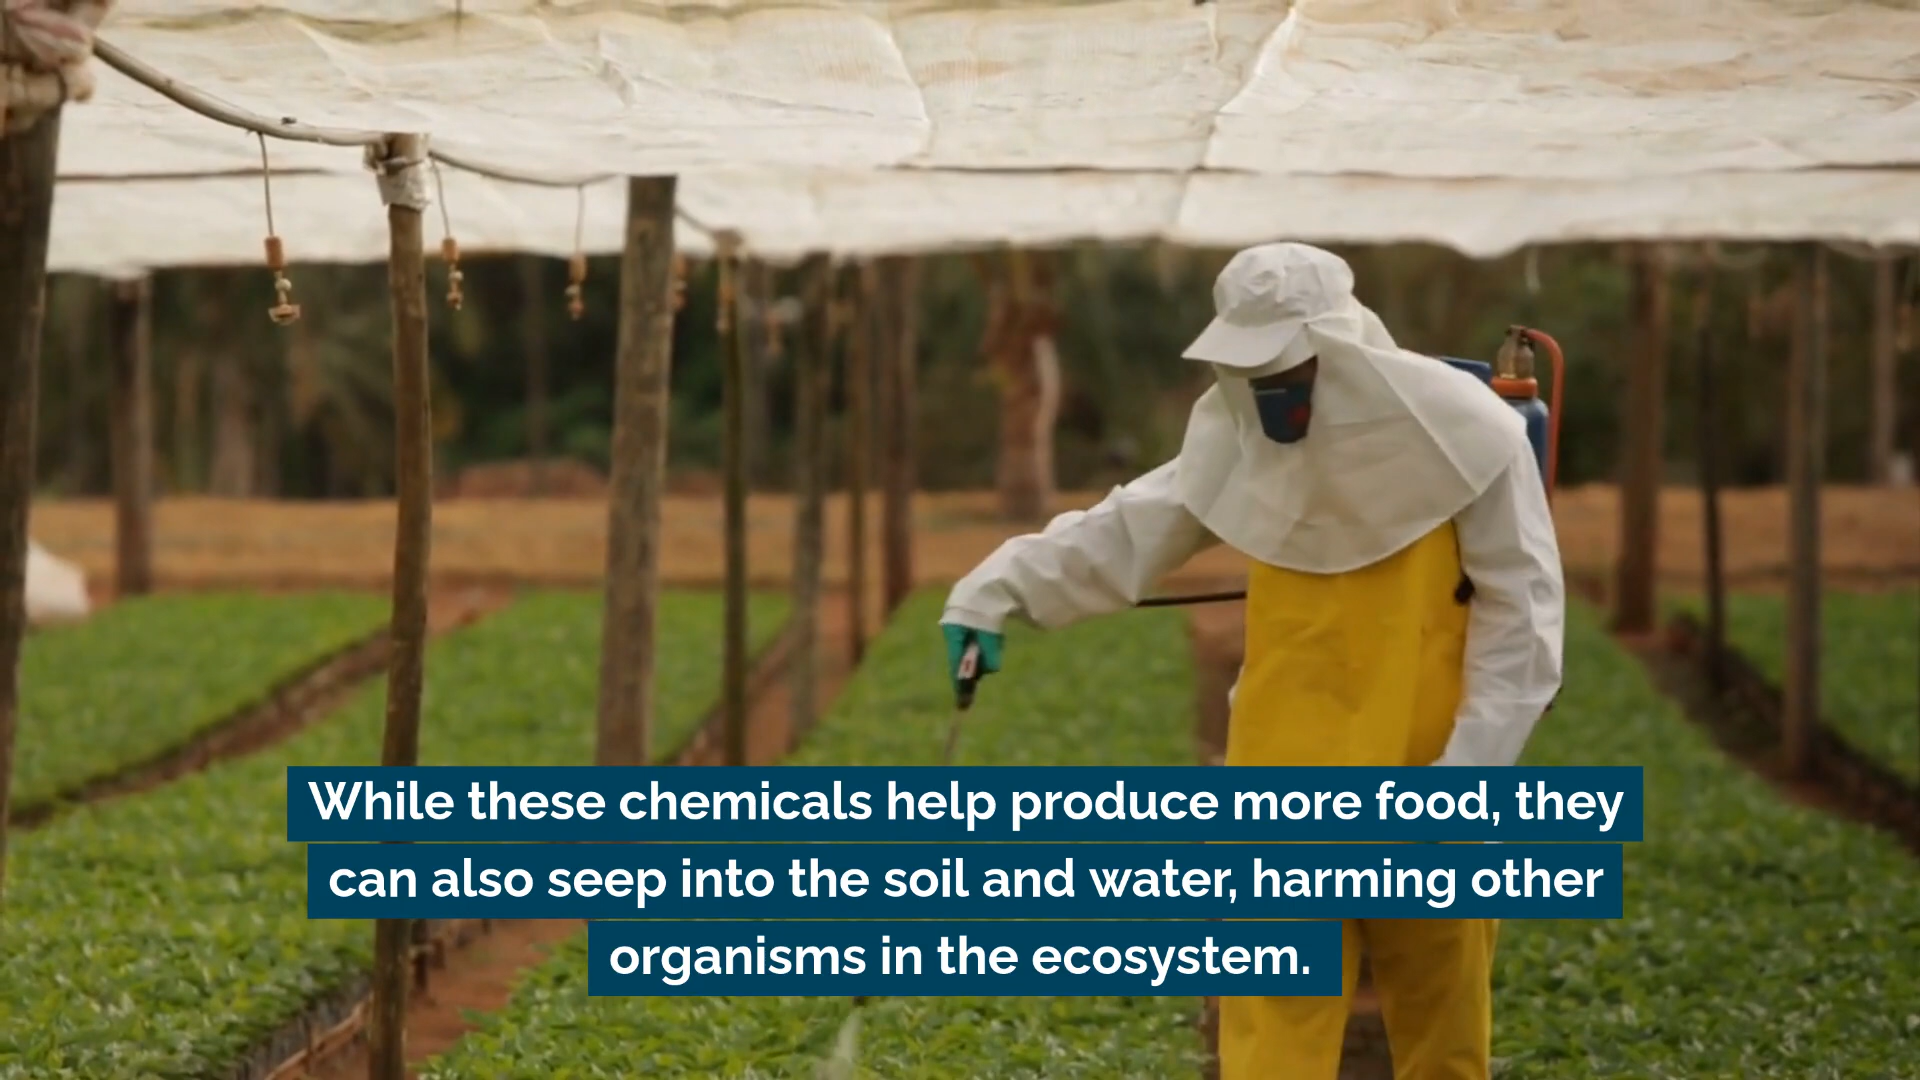 While these chemicals help produce more food, they
can also seep into the soil and water, harming other
organisms in the ecosystem.